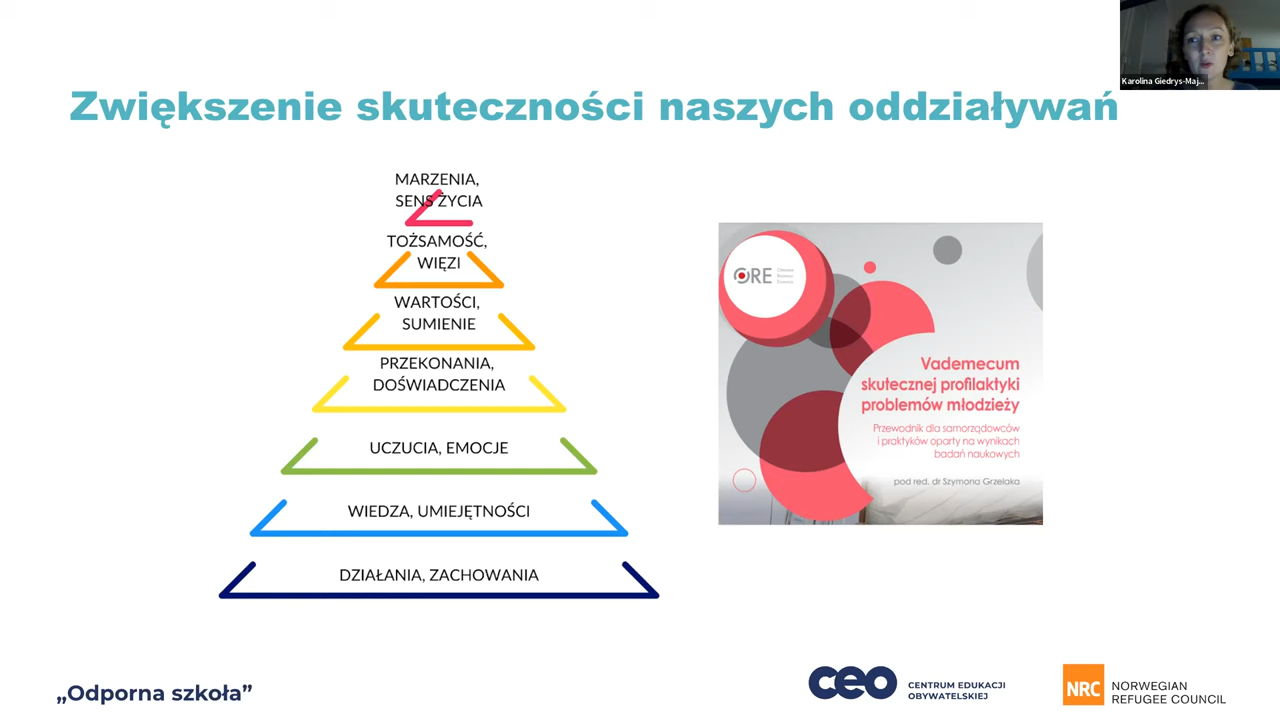 Karolina Giedrys-Maj...
Zwiększenie skuteczności naszych oddziaływań
MARZENIA,
SENS ŻYCIA
TOŻSAMOŚĆ,
WIĘZI
WARTOŚCI,
SUMIENIE
PRZEKONANIA,
DOŚWIADCZENIA
UCZUCIA, EMOCJE
WIEDZA, UMIEJĘTNOŚCI
DZIAŁANIA, ZACHOWANIA
ORE
Vademecum
skutecznej profilaktyki
problemów młodzieży
Przewodnik dla samorządowców
i praktyków oparty na wynikach
badań naukowych
pod red. dr Szymona Grzelaka
„Odporna szkoła”
ceo
CENTRUM EDUKACJI
OBYWATELSKIEJ
NRC
NORWEGIAN
REFUGEE COUNCIL